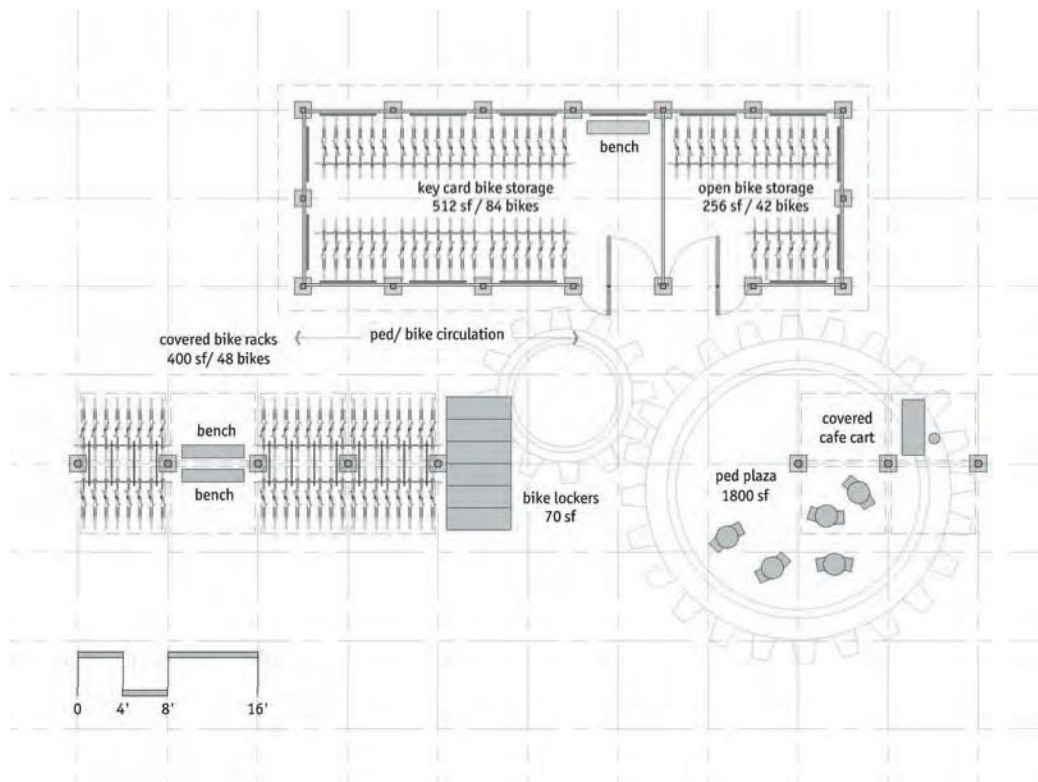 bench
key card bike storage
512 sf / 84 bikes
open bike storage
256 sf / 42 bikes
covered bike racks
400 sf/ 48 bikes
ped/ bike circulation
bench
bench
covered
cafe cart
ped plaza
1800 sf
bike lockers
70 sf
0 4' 8' 16'